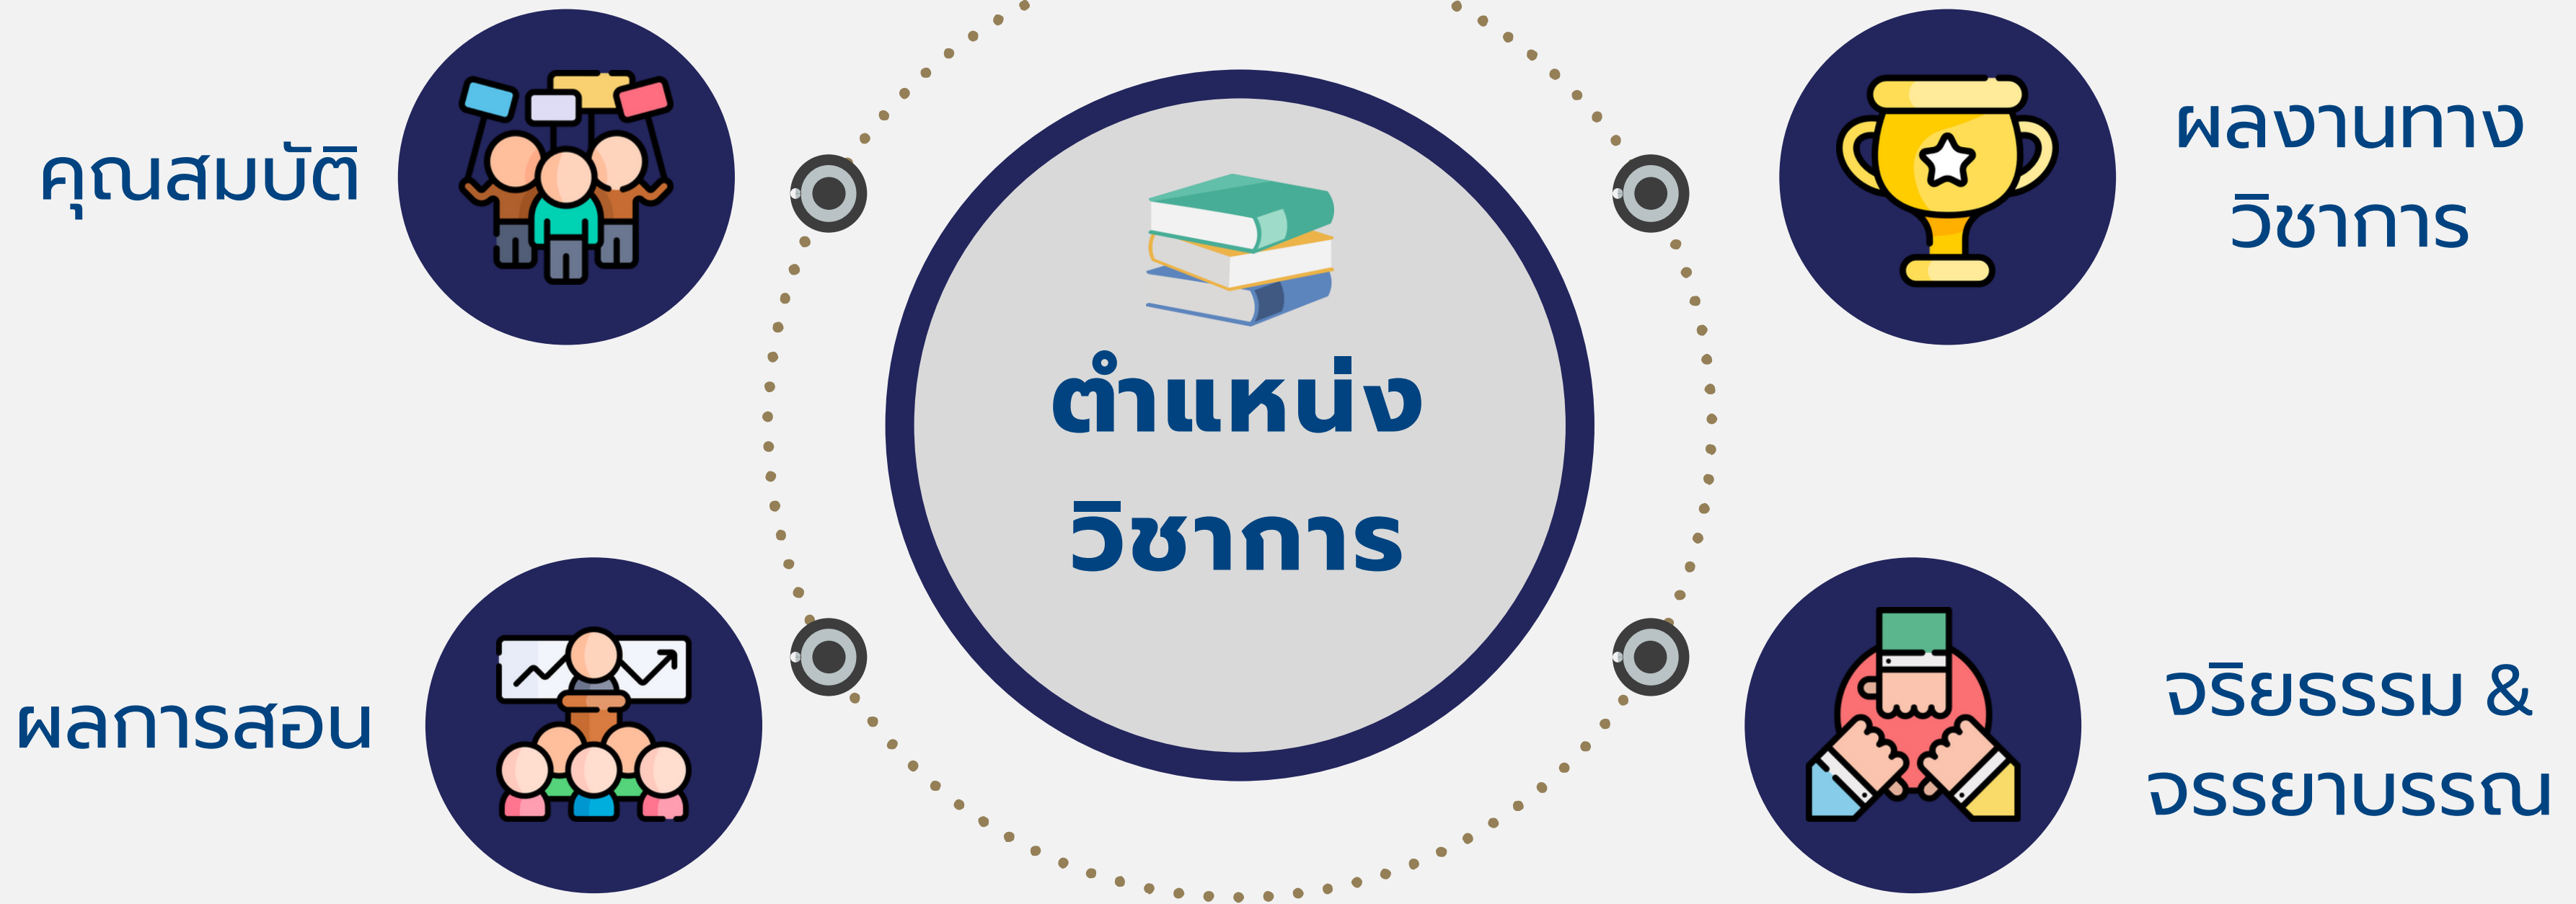 คุณสมบัติ
ผลการสอน
ตำแหน่ง
วิชาการ
ผลงานทาง
วิชาการ
จริยธรรม &
จรรยาบรรณ